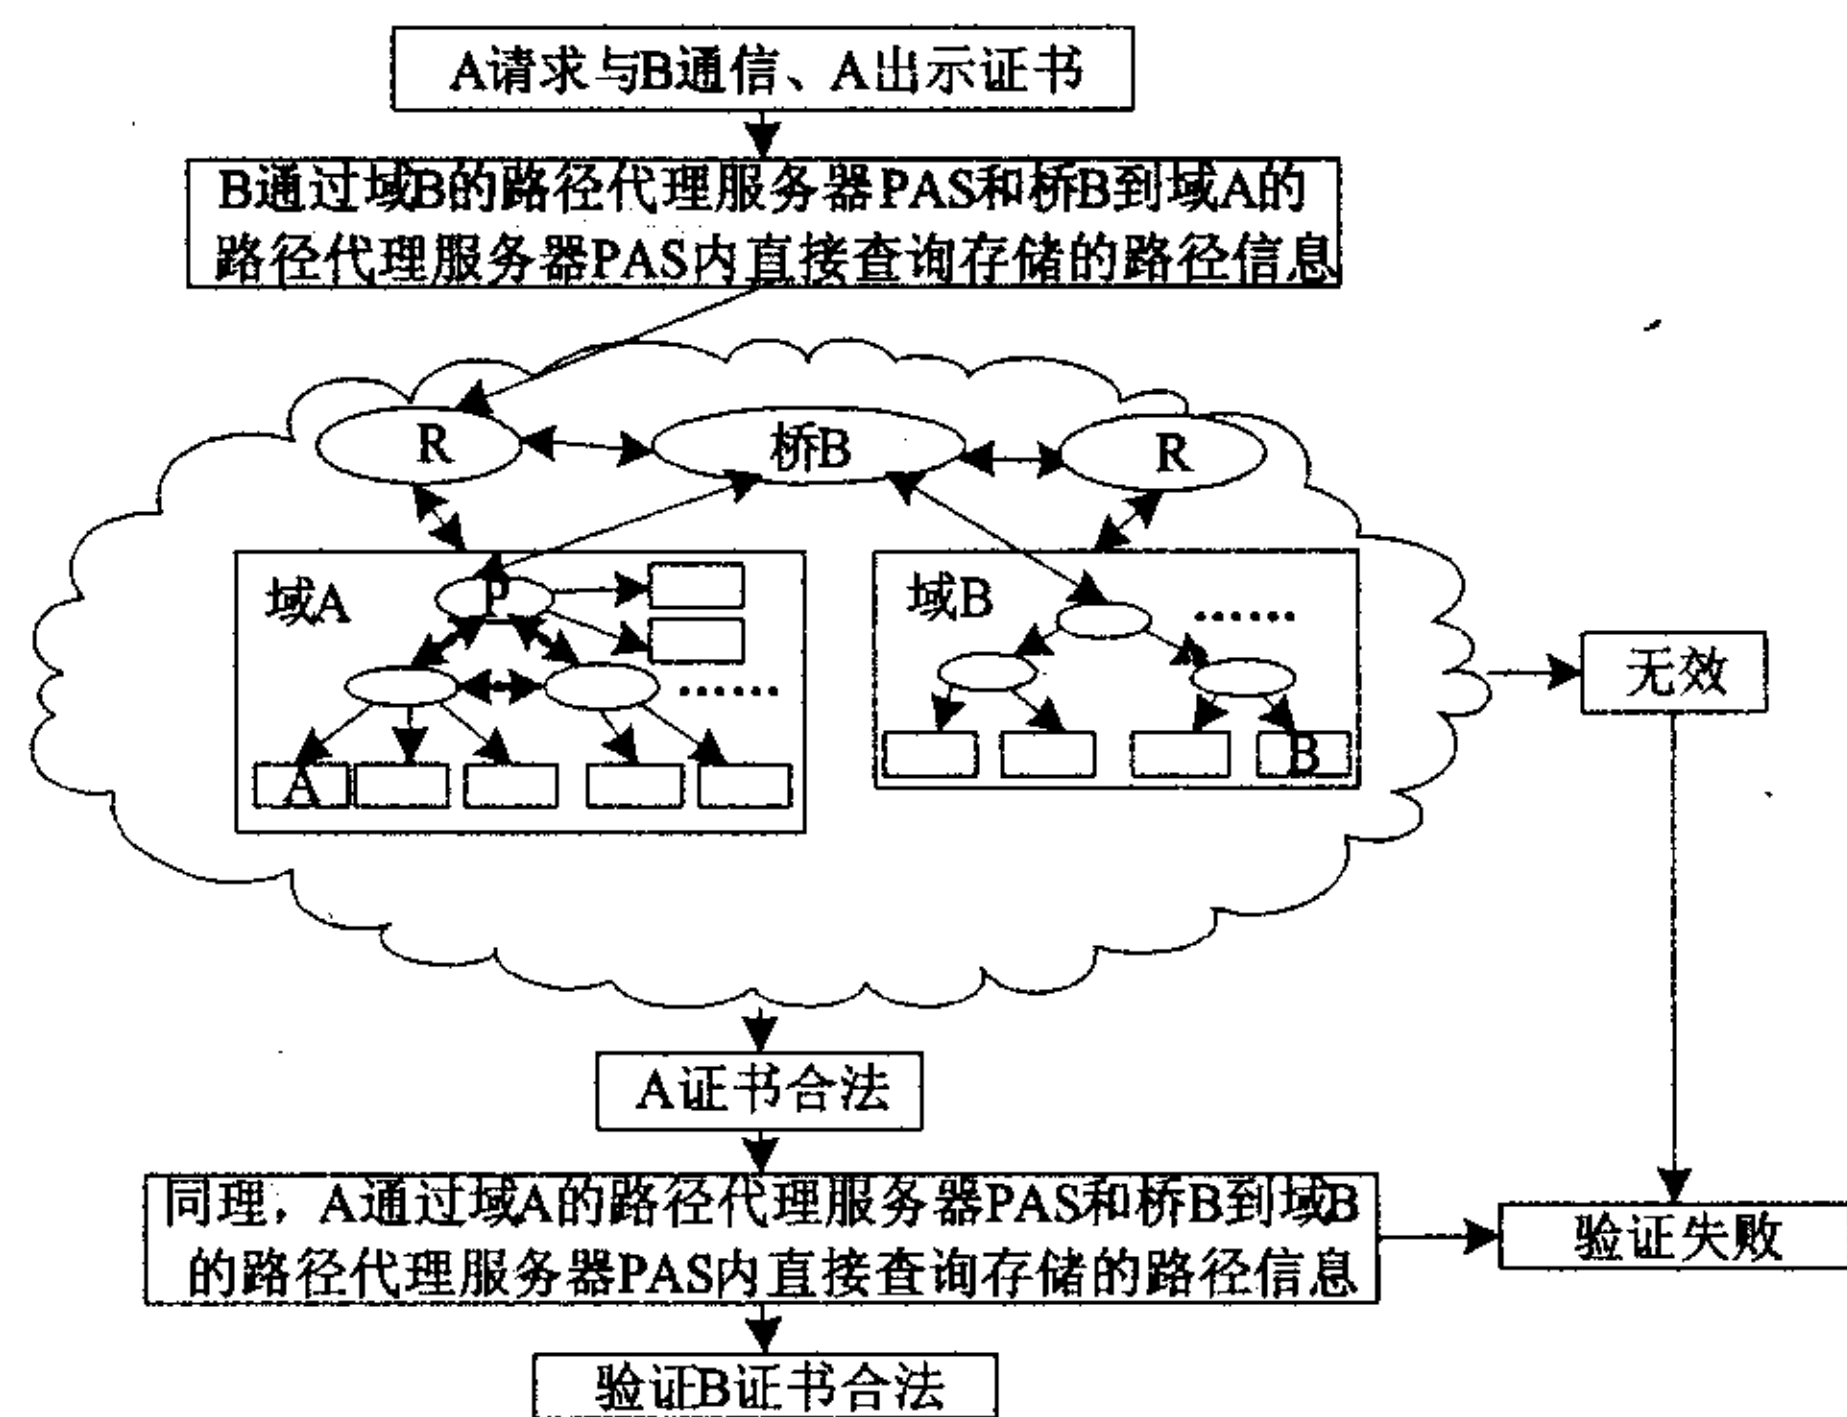 A请求与B通信、A出示证书
B通过域B的路径代理服务器PAS和桥B到域A的
路径代理服务器PAS内直接查询存储的路径信息
R
桥B
R
域A
P
域B
......
......
A
B
无效
A证书合法
同理，A通过域A的路径代理服务器PAS和桥B到域B
的路径代理服务器PAS内直接查询存储的路径信息
验证失败
验证B证书合法